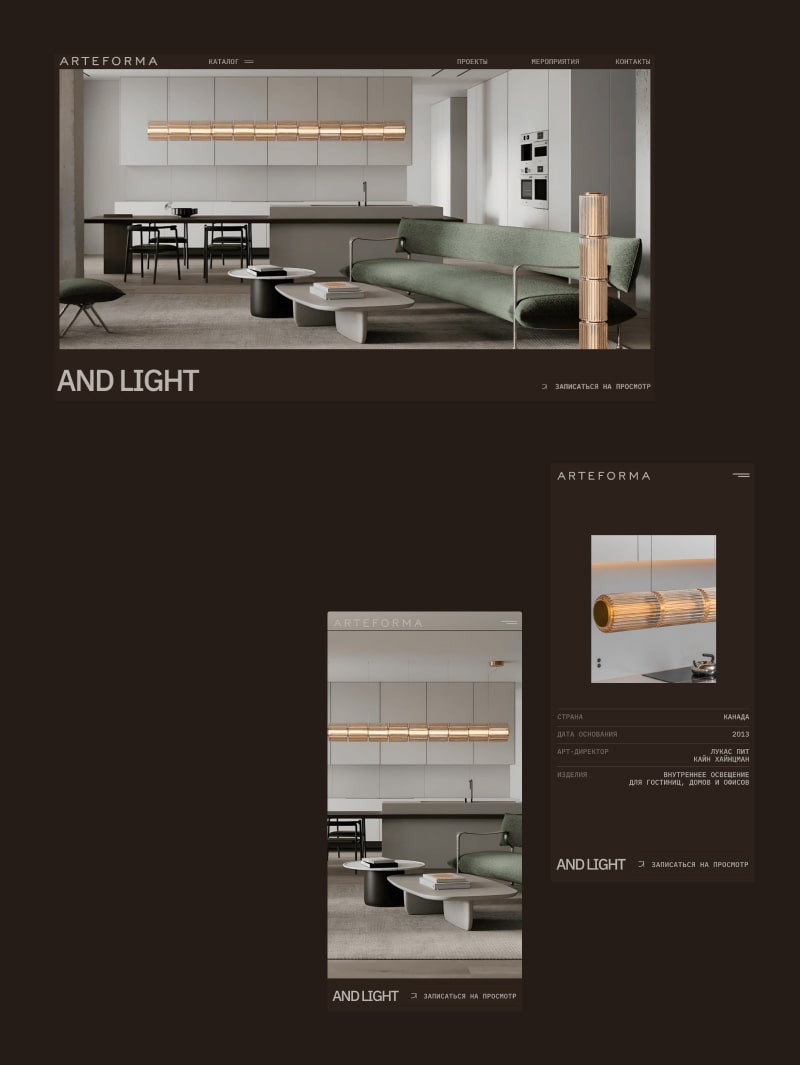 ARTEFORMA
КАТАЛОГ
ПРОЕКТЫ
МЕРОПРИЯТИЯ
КОНТАКТЫ
AND LIGHT
ЗАПИСАТЬСЯ НА ПРОСМОТР
ARTEFORMA
СТРАНА КАНАДА
ДАТА ОСНОВАНИЯ 2013
АРТ-ДИРЕКТОР ЛУКАС ПИТ
КАЙН ХАЙНЦМАН
ИЗДЕЛИЯ ВНУТРЕННЕЕ ОСВЕЩЕНИЕ
ДЛЯ ГОСТИНИЦ, ДОМОВ И ОФИСОВ
AND LIGHT
ЗАПИСАТЬСЯ НА ПРОСМОТР
ARTEFORMA
AND LIGHT
ЗАПИСАТЬСЯ НА ПРОСМОТР